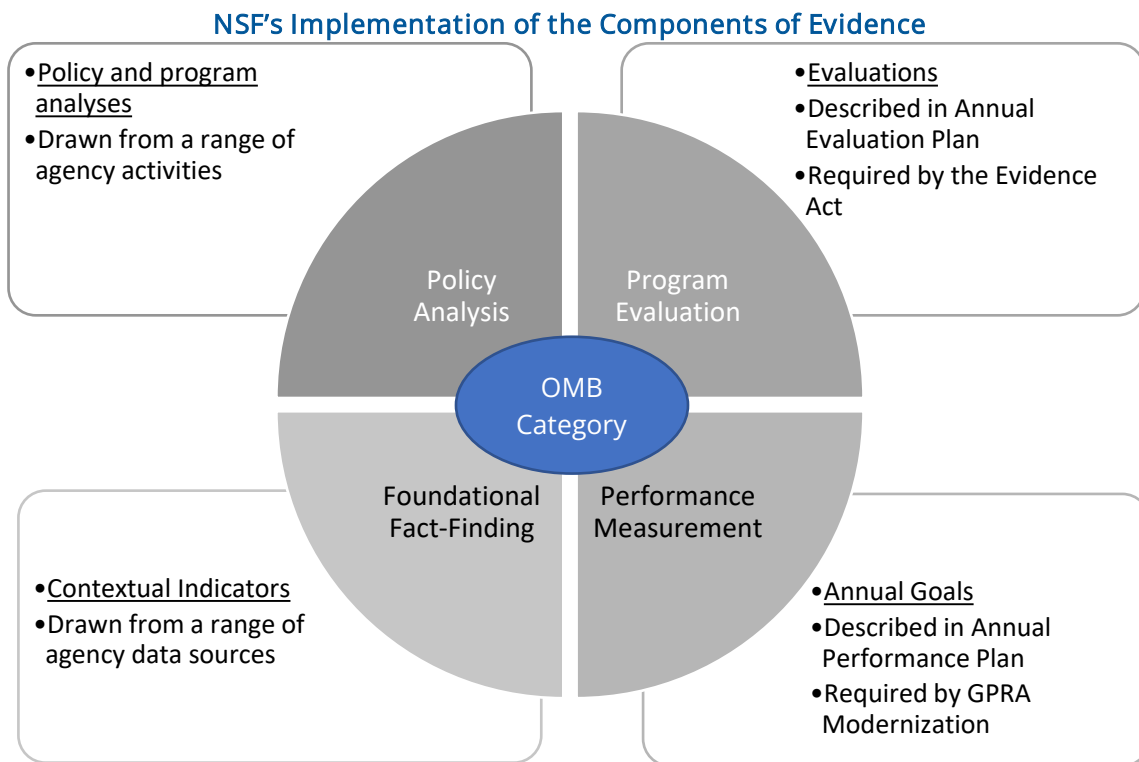 NSF's Implementation of the Components of Evidence
•Policy and program
analyses
•Drawn from a range of
agency activities
•Evaluations
•Described in Annual
Evaluation Plan
•Required by the Evidence
Act
Policy
Analysis
Program
Evaluation
OMB
Category
Foundational
Fact-Finding
Performance
Measurement
•Contextual Indicators
•Drawn from a range of
agency data sources
•Annual Goals
•Described in Annual
Performance Plan
•Required by GPRA
Modernization